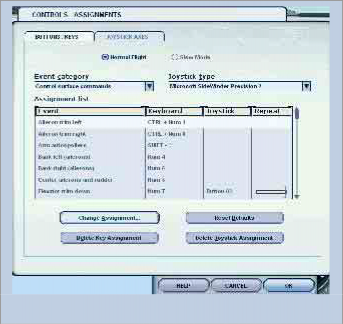 CONTROLS - ASSIGNMENTS
BUTTONS / KEYS JOYSTICK AXES
Normal Flight Slew Mode
Event category Joystick type
Control surface commands Microsoft SideWinder Precision 2
Assignment list
Event Keyboard Joystick Repeat
Aileron trim left CTRL + Num 4
Aileron trim right CTRL + Num 6
Arm autospoilers SHIFT +
Bank left (ailerons) Num 4
Bank right (ailerons) Num 6
Center ailerons and rudder Num 5
Elevator trim down Num 7 Button
Change Assignment... Reset Defaults
Delete Key Assignment Delete Joystick Assignment
HELP CANCEL OK